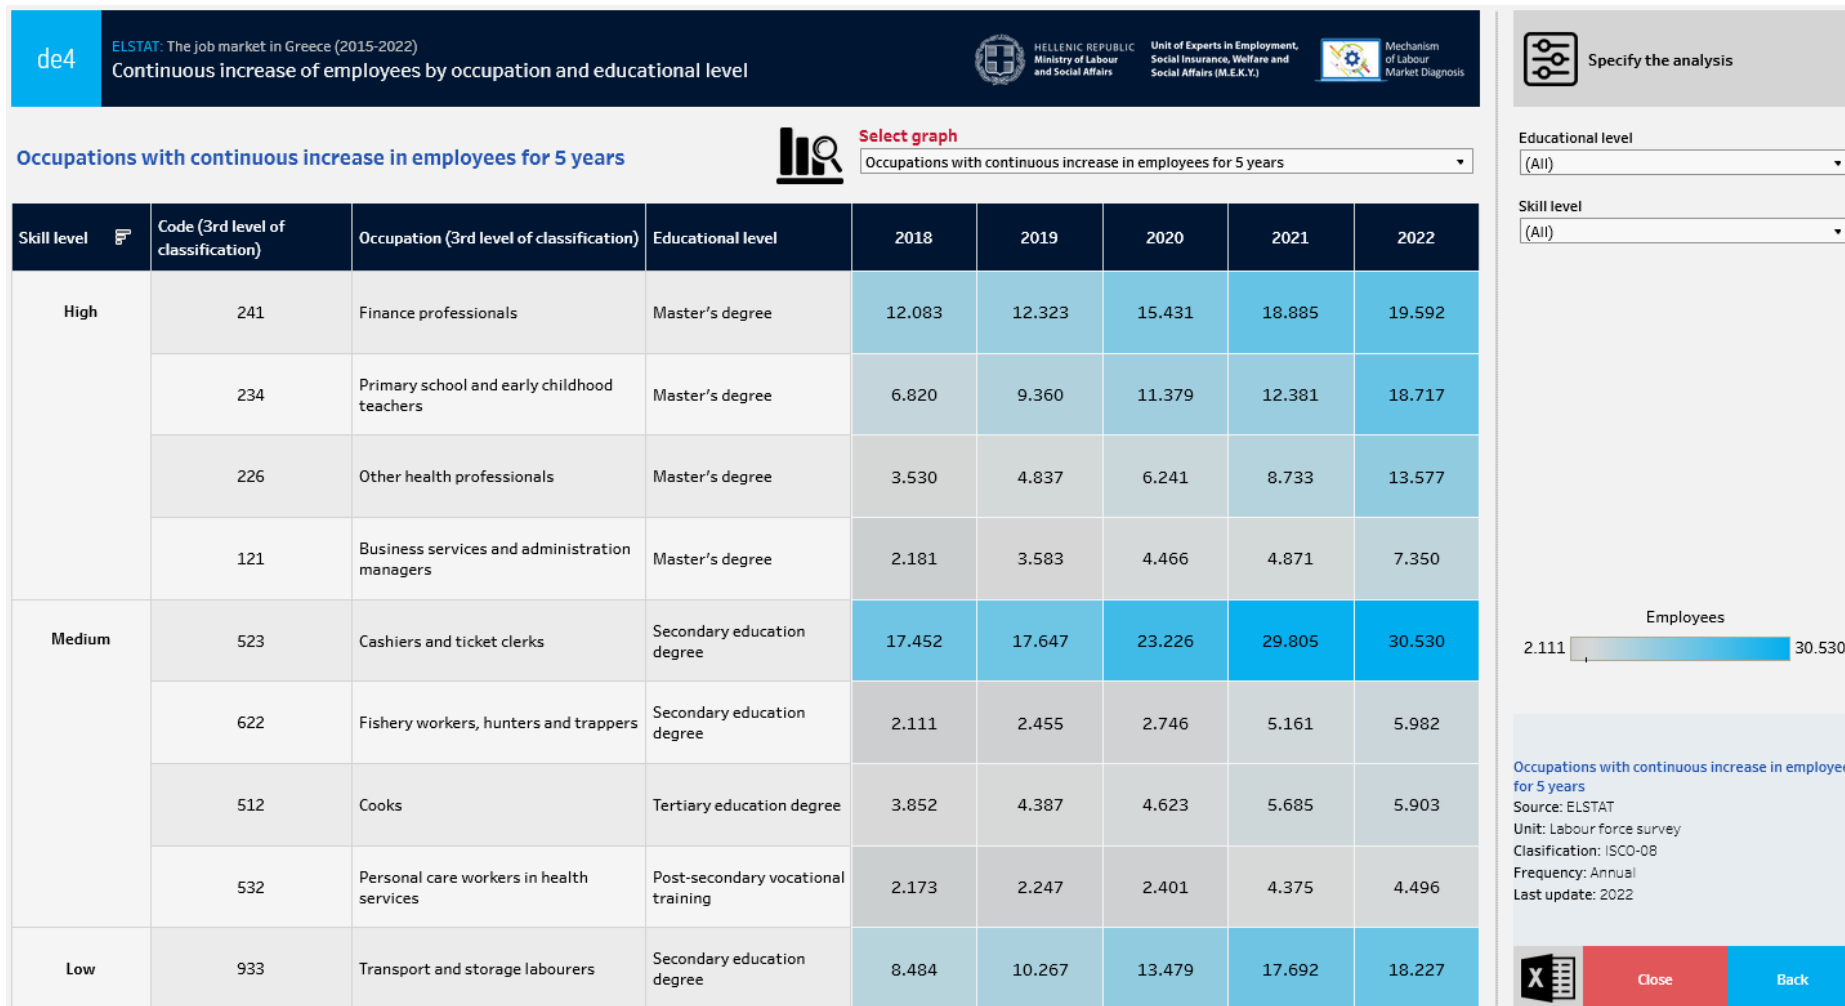 de4
ELSTAT: The job market in Greece (2015-2022)
Continuous increase of employees by occupation and educational level
HELLENIC REPUBLIC
Ministry of Labour
and Social Affairs
Unit of Experts in Employment,
Social Insurance, Welfare and
Social Affairs (M.E.K.Y.)
Mechanism
of Labour
Market Diagnosis
Specify the analysis
Occupations with continuous increase in employees for 5 years
Select graph
Occupations with continuous increase in employees for 5 years
Educational level
(All)
Skill level
(All)
Skill level Code (3rd level of classification) Occupation (3rd level of classification) Educational level 2018 2019 2020 2021 2022
High 241 Finance professionals Master's degree 12.083 12.323 15.431 18.885 19.592
234 Primary school and early childhood teachers Master's degree 6.820 9.360 11.379 12.381 18.717
226 Other health professionals Master's degree 3.530 4.837 6.241 8.733 13.577
121 Business services and administration managers Master's degree 2.181 3.583 4.466 4.871 7.350
Medium 523 Cashiers and ticket clerks Secondary education degree 17.452 17.647 23.226 29.805 30.530
622 Fishery workers, hunters and trappers Secondary education degree 2.111 2.455 2.746 5.161 5.982
512 Cooks Tertiary education degree 3.852 4.387 4.623 5.685 5.903
532 Personal care workers in health services Post-secondary vocational training 2.173 2.247 2.401 4.375 4.496
Low 933 Transport and storage labourers Secondary education degree 8.484 10.267 13.479 17.692 18.227
Employees
2.111 30.530
Occupations with continuous increase in employee
for 5 years
Source: ELSTAT
Unit: Labour force survey
Clasification: ISCO-08
Frequency: Annual
Last update: 2022
X
Close
Back